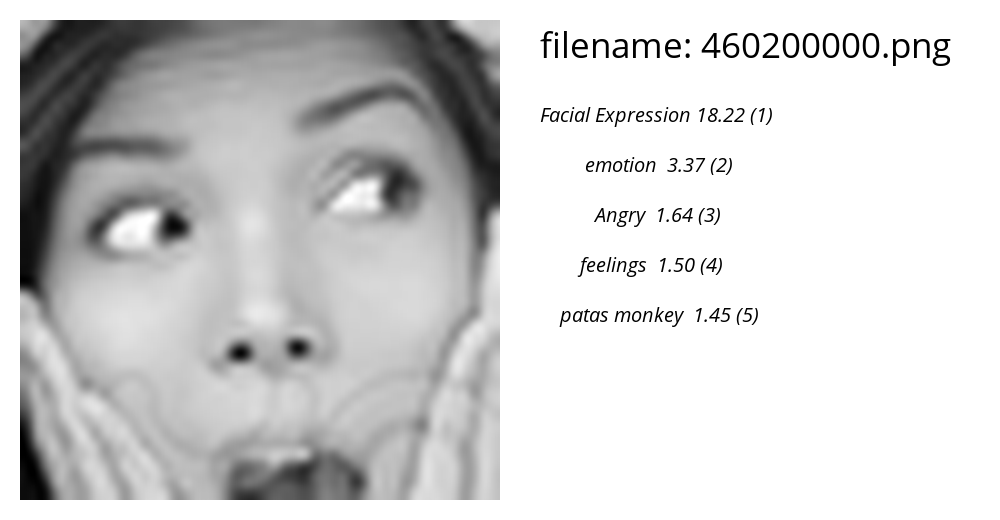 filename: 460200000.png
Facial Expression 18.22 (1)
emotion 3.37 (2)
Angry 1.64 (3)
feelings 1.50 (4)
patas monkey 1.45 (5)